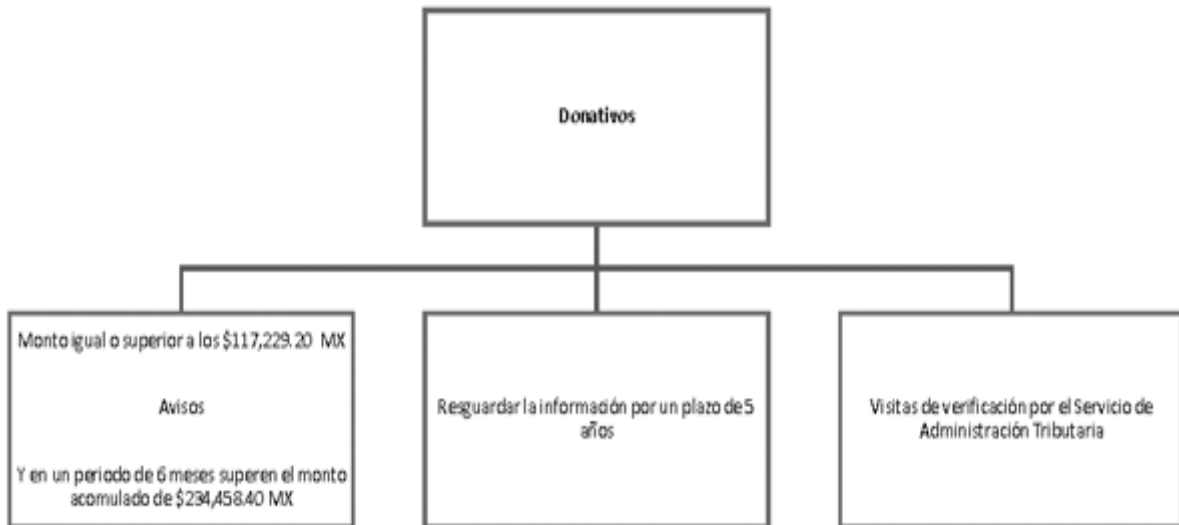 Donativos
Monto igual o superior a los $117,229.20 MX
Avisos
Y en un periodo de 6 meses superen el monto
acomulado de $234,458.40 MX
Resguardar la información por un plazo de 5
años
Visitas de verificación por el Servicio de
Administración Tributaria